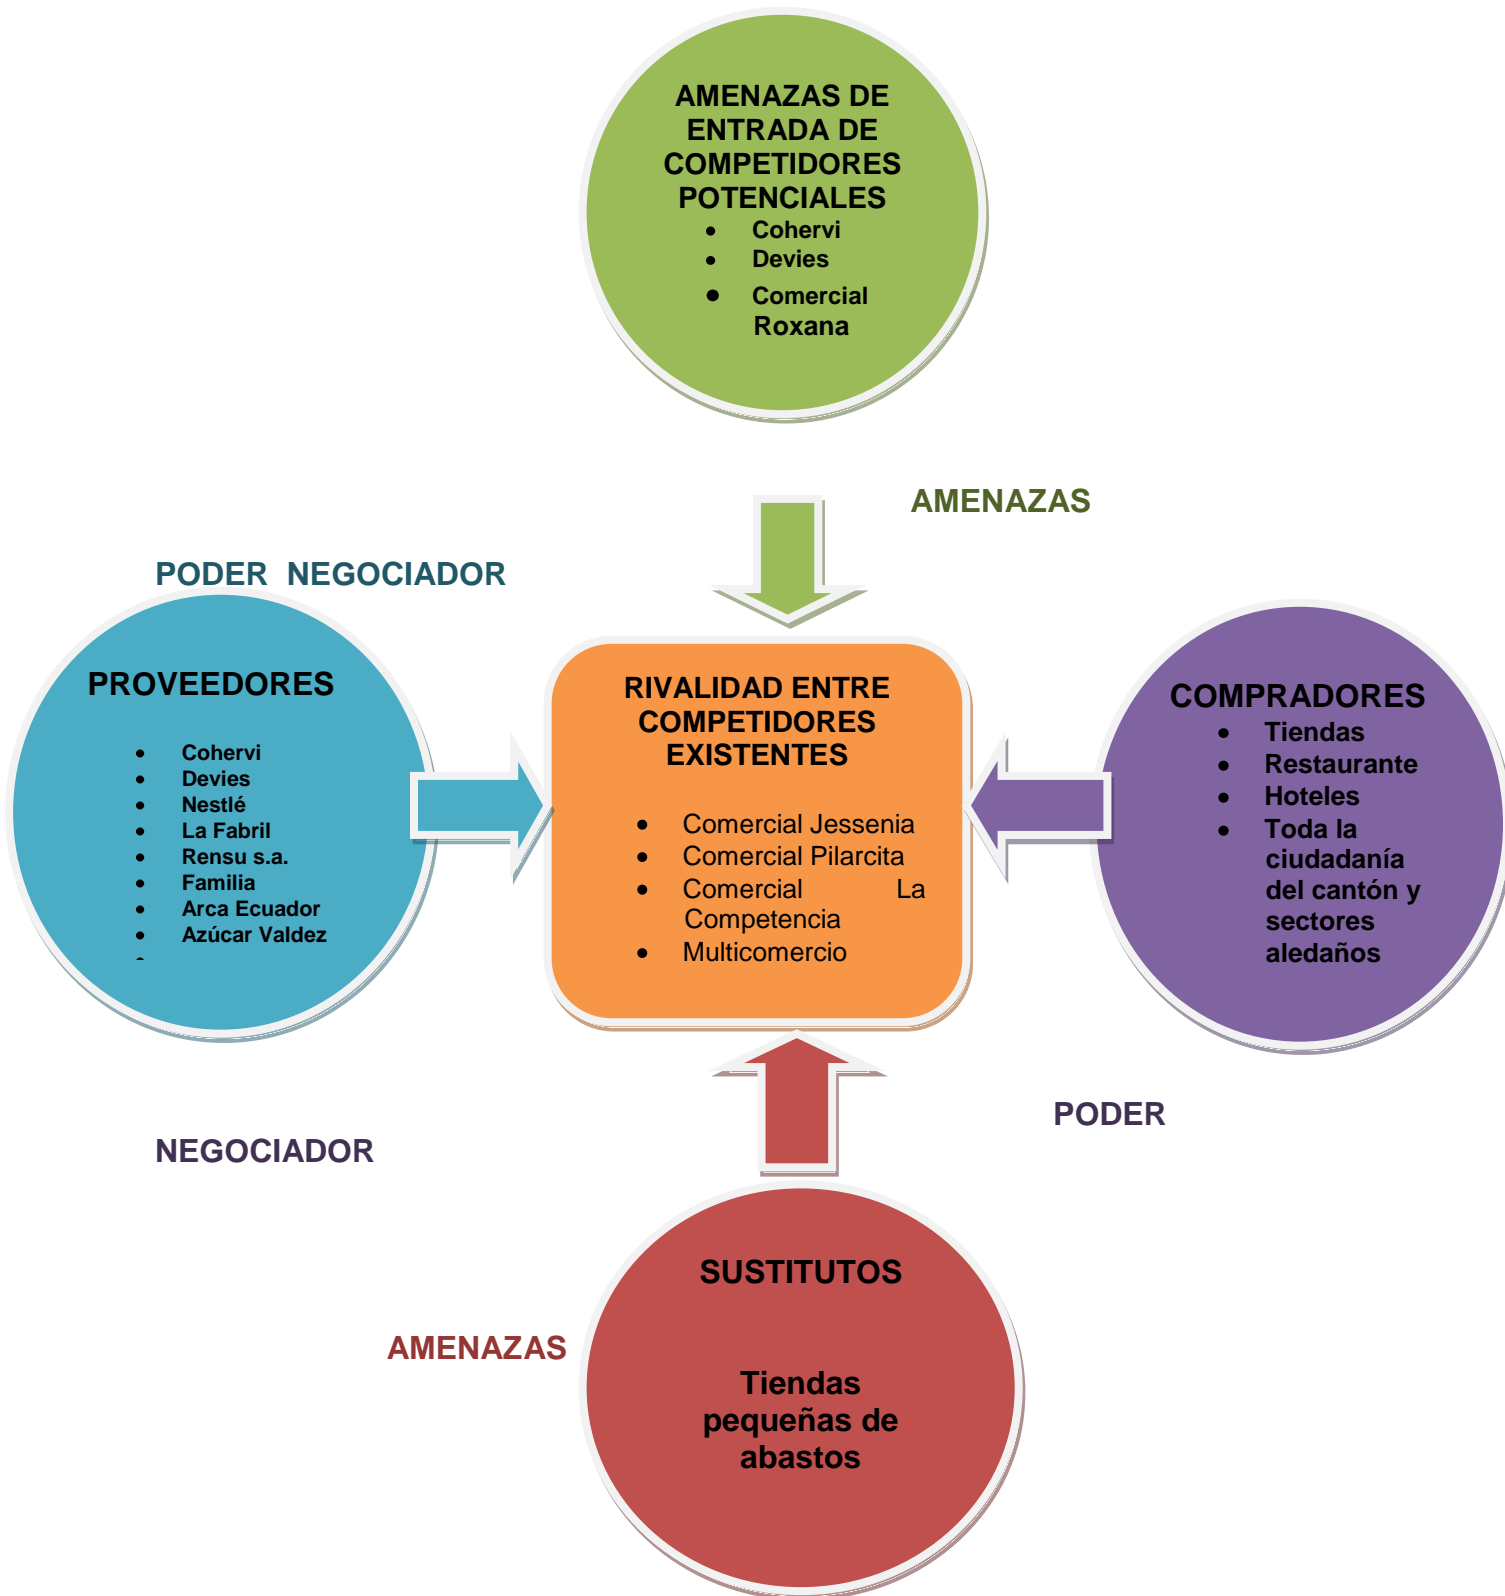 AMENAZAS DE
ENTRADA DE
COMPETIDORES
POTENCIALES
• Cohervi
• Devies
• Comercial
Roxana
AMENAZAS
PODER NEGOCIADOR
PROVEEDORES
• Cohervi
• Devies
• Nestlé
• La Fabril
• Rensu s.a.
• Familia
• Arca Ecuador
• Azúcar Valdez
RIVALIDAD ENTRE
COMPETIDORES
EXISTENTES
• Comercial Jessenia
• Comercial Pilarcita
• Comercial La
Competencia
• Multicomercio
COMPRADORES
• Tiendas
• Restaurante
• Hoteles
• Toda la
ciudadanía
del cantón y
sectores
aledaños
PODER
NEGOCIADOR
SUSTITUTOS
AMENAZAS
Tiendas
pequeñas de
abastos